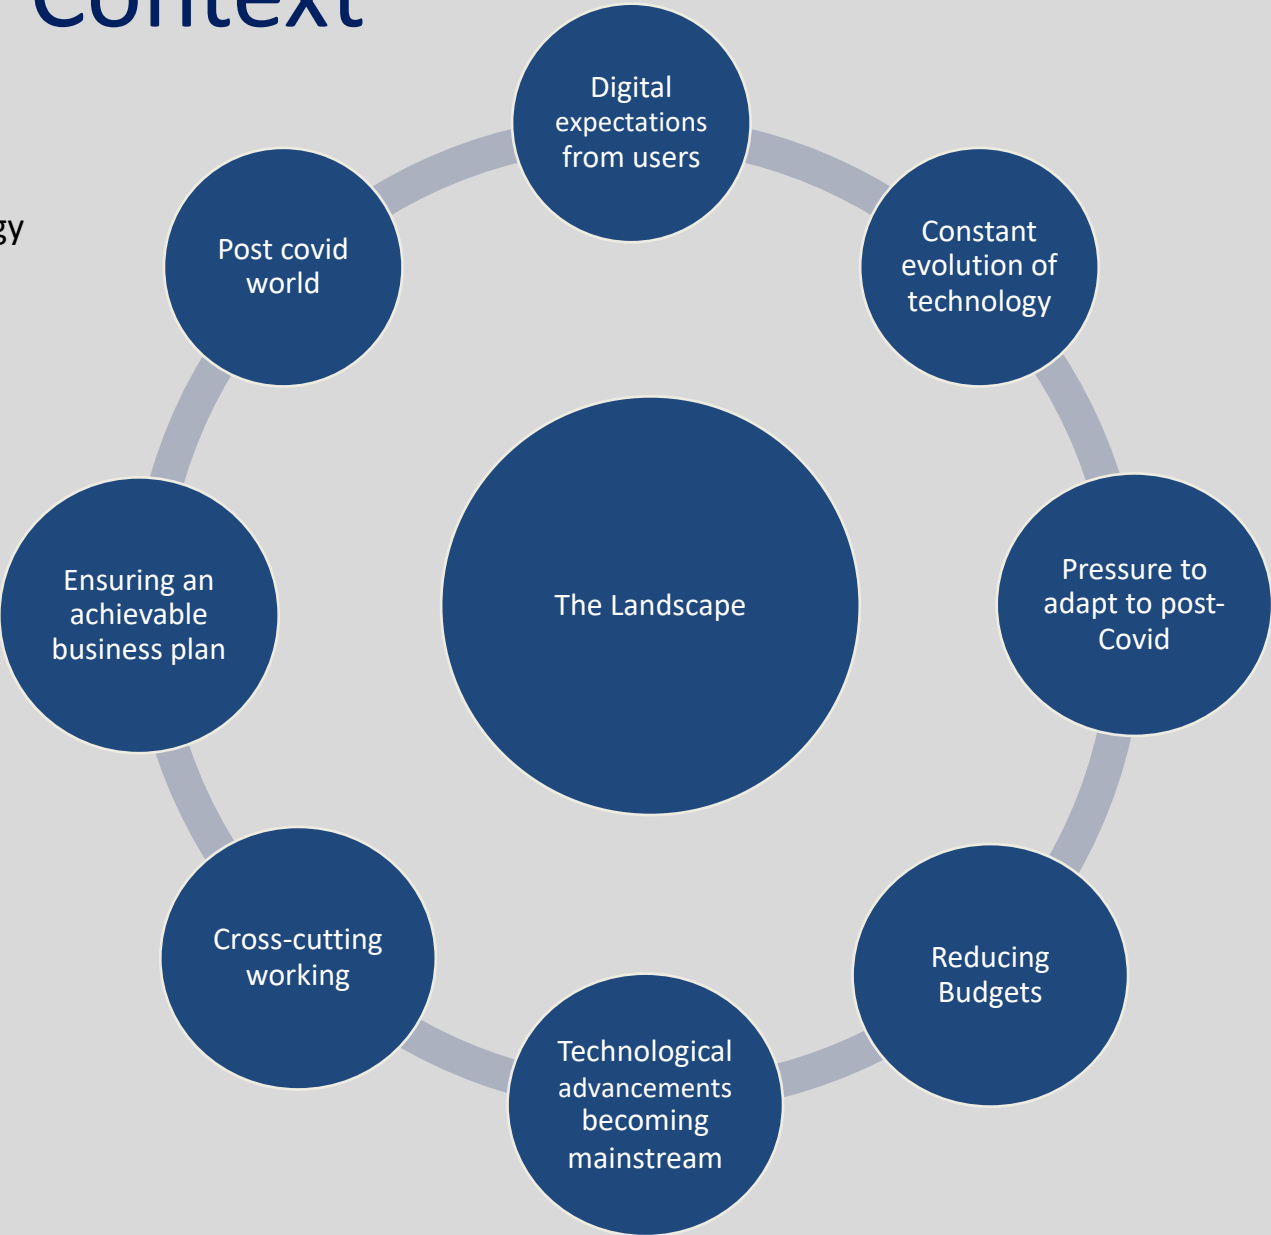 Context
gy
Digital
expectations
from users
Constant
evolution of
technology
Pressure to
adapt to post-
Covid
Reducing
Budgets
Technological
advancements
becoming
mainstream
Cross-cutting
working
Ensuring an
achievable
business plan
Post covid
world
The Landscape